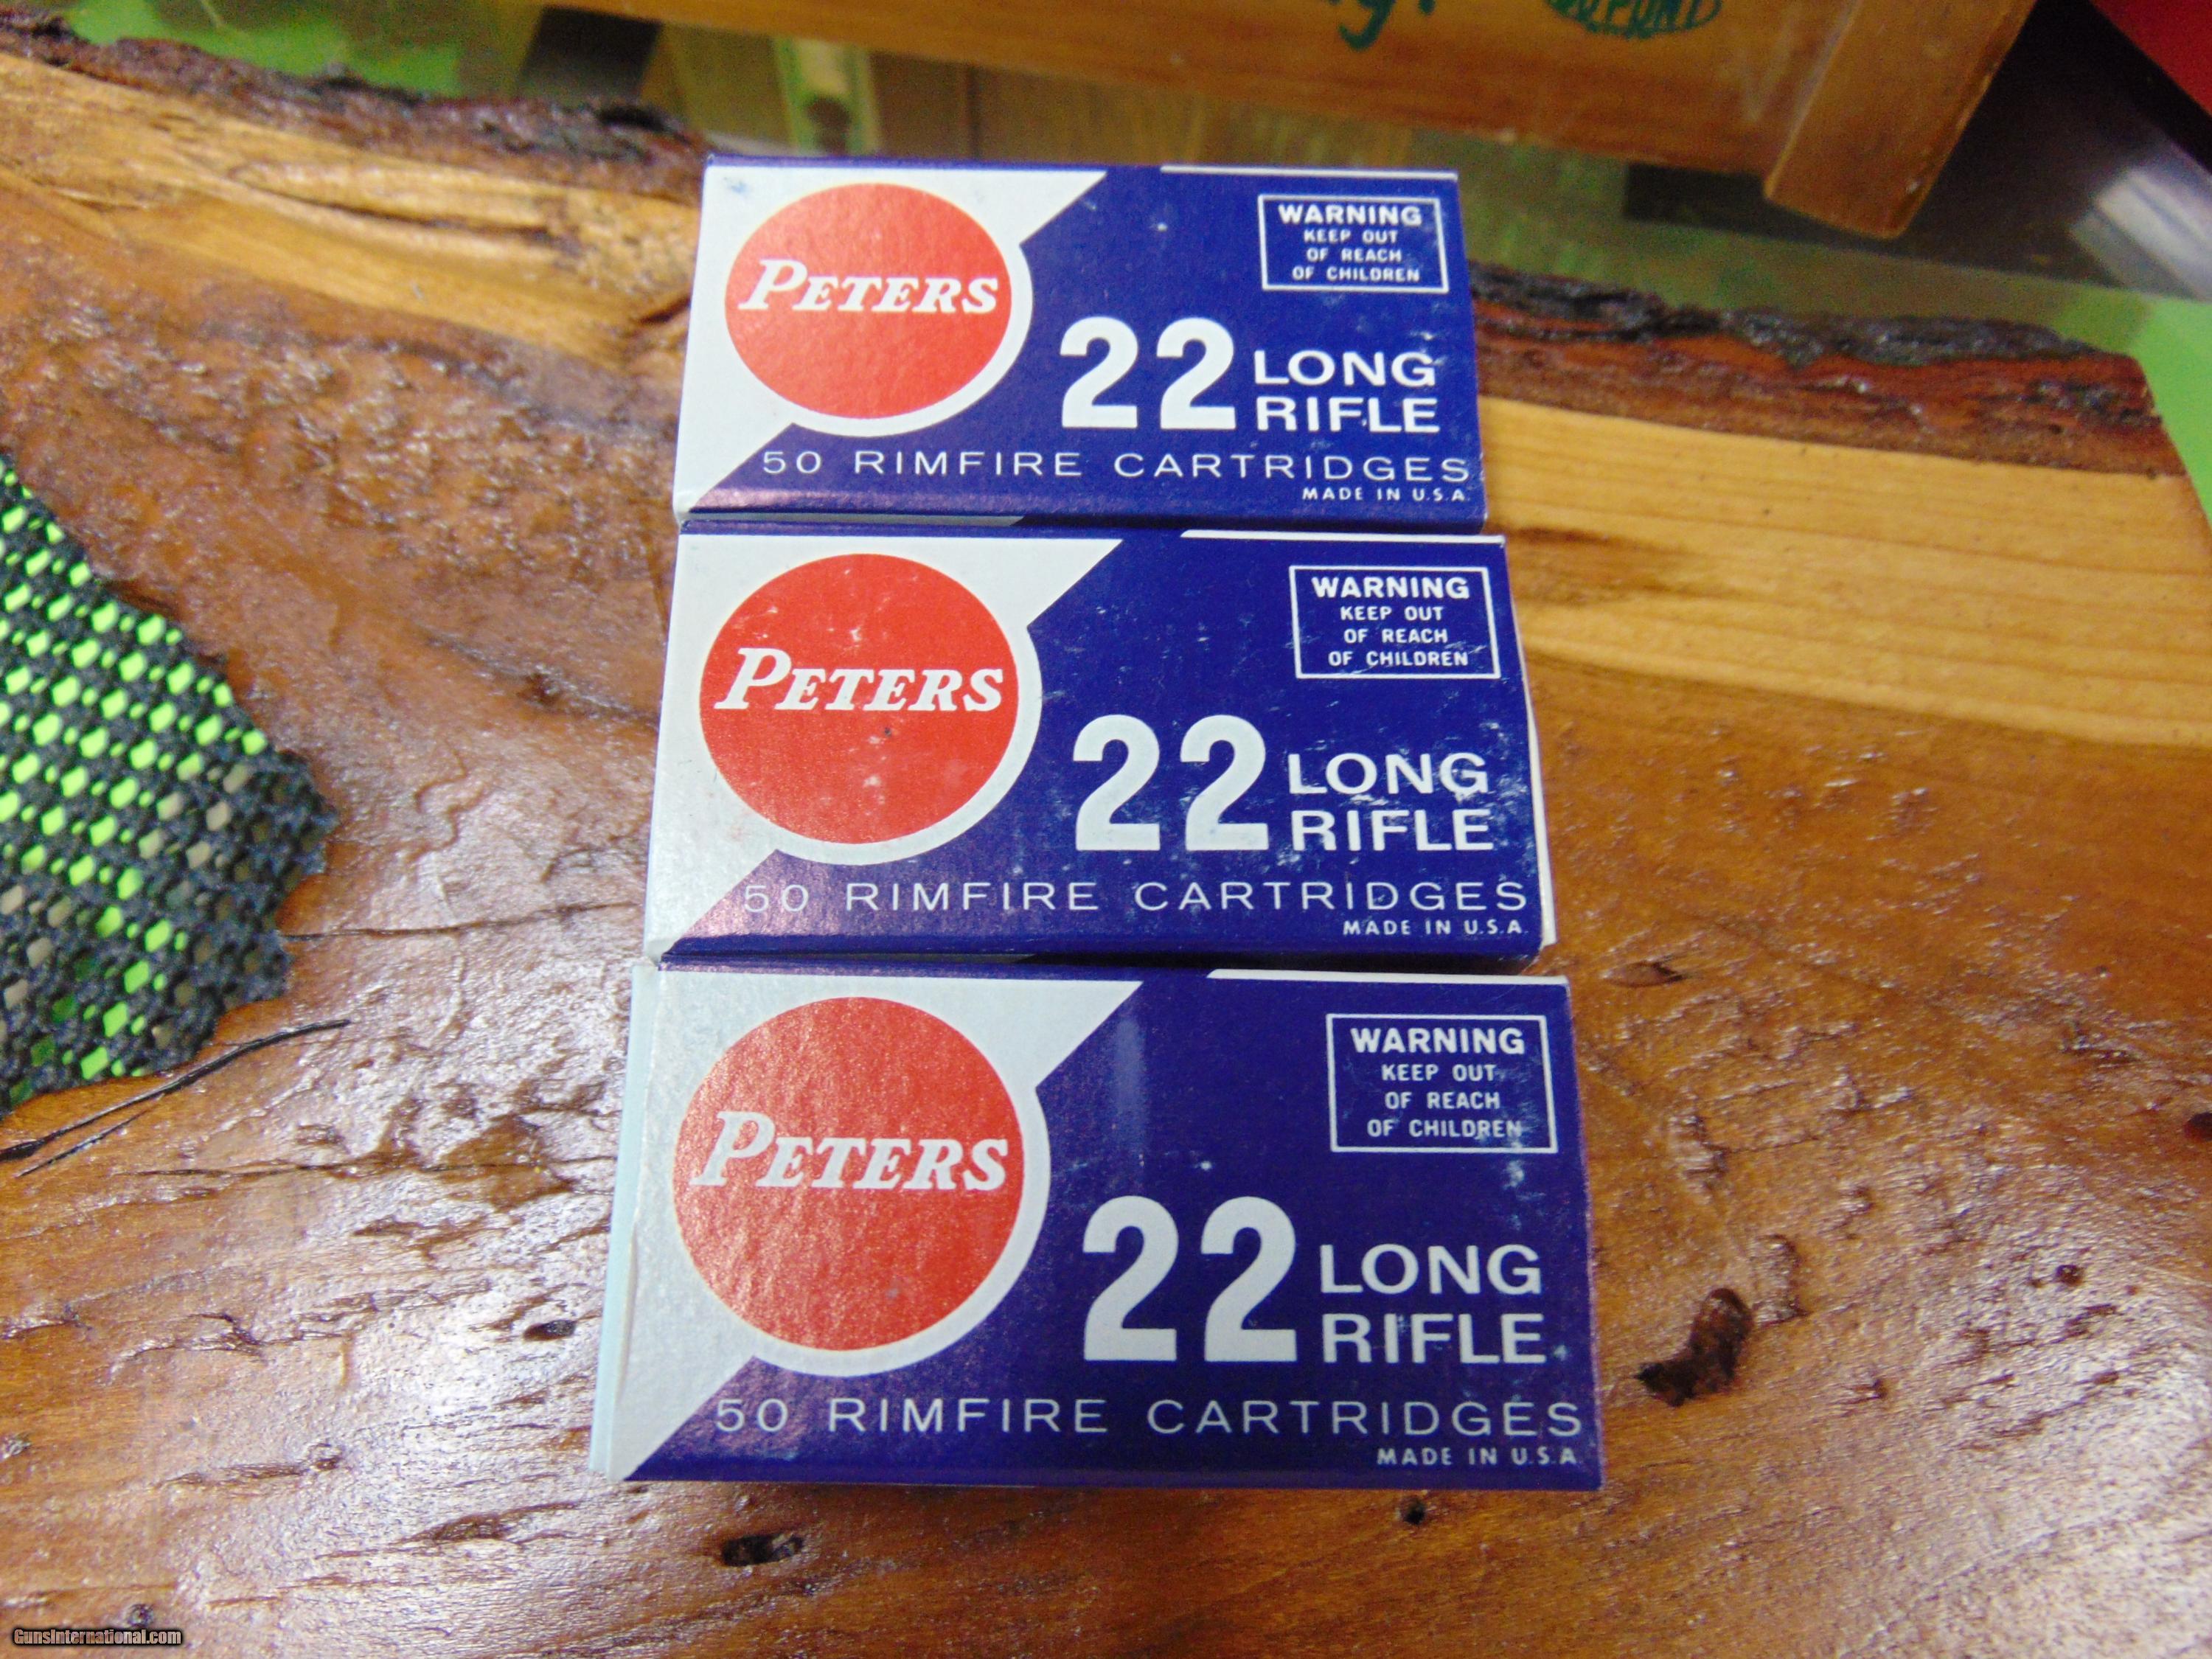 PETERS
WARNING
KEEP OUT
OF REACH
OF CHILDREN
22 LONG
RIFLE
50 RIMFIRE CARTRIDGES
MADE IN U.S.A.
PETERS
WARNING
KEEP OUT
OF REACH
OF CHILDREN
22 LONG
RIFLE
50 RIMFIRE CARTRIDGES
MADE IN U.S.A.
PETERS
WARNING
KEEP OUT
OF REACH
OF CHILDREN
22 LONG
RIFLE
50 RIMFIRE CARTRIDGES
MADE IN U.S.A.
GunsInternational.com